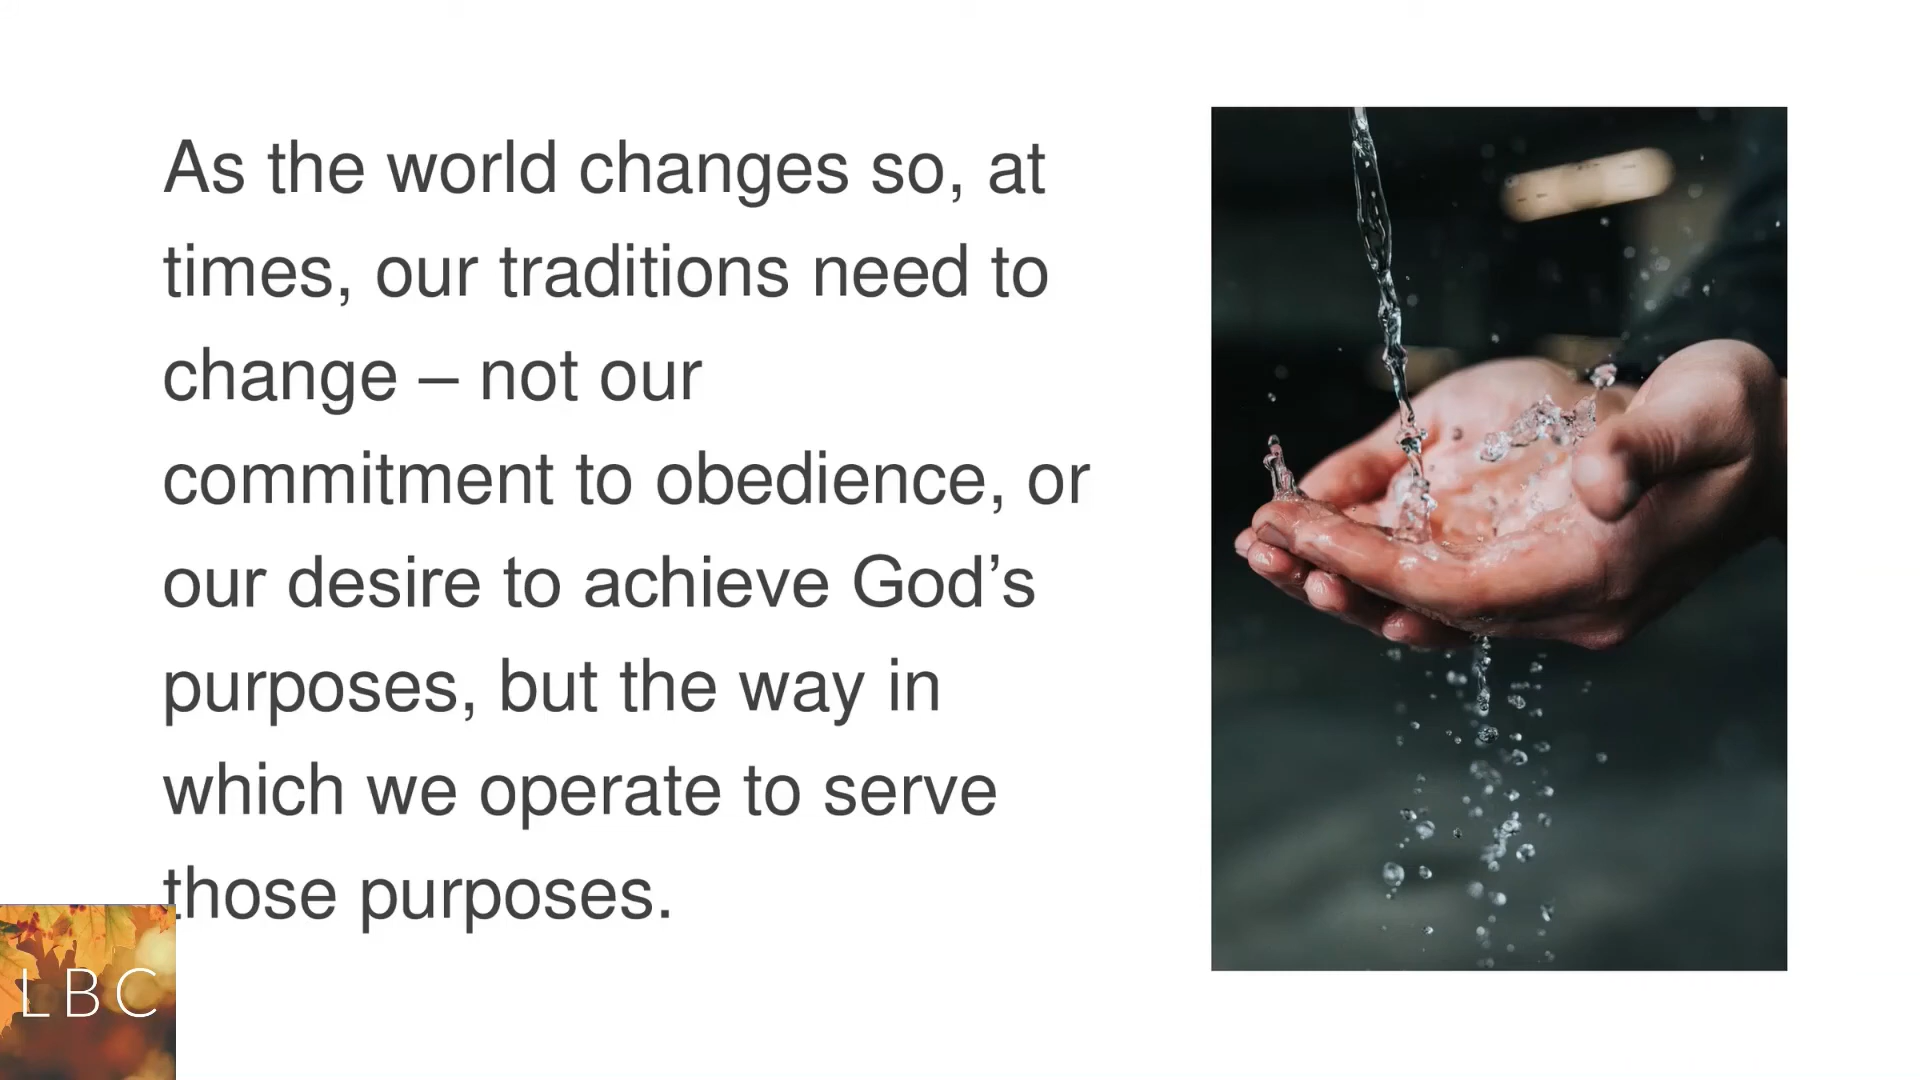 As the world changes so, at
times, our traditions need to
change – not our
commitment to obedience, or
our desire to achieve God’s
purposes, but the way in
which we operate to serve
those purposes.
LBC